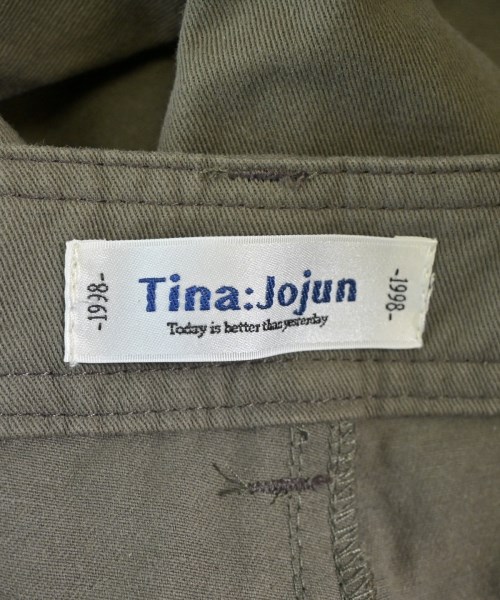 -1998-
Tina:Jojun
Today is better than yesterday
-1998-